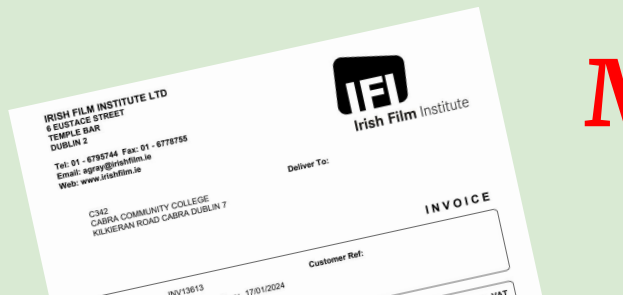 IRISH FILM INSTITUTE LTD
6 EUSTACE STREET
TEMPLE BAR
DUBLIN 2
Tel: 01 - 6795744 Fax: 01 - 6778755
Email: agray@irishfilm.ie
Web: www.irishfilm.ie
IFI
Irish Film Institute
Deliver To:
C342
CABRA COMMUNITY COLLEGE
KILKIERAN ROAD CABRA DUBLIN 7
INVOICE
Customer Ref:
INV13613
17/01/2024
VAT